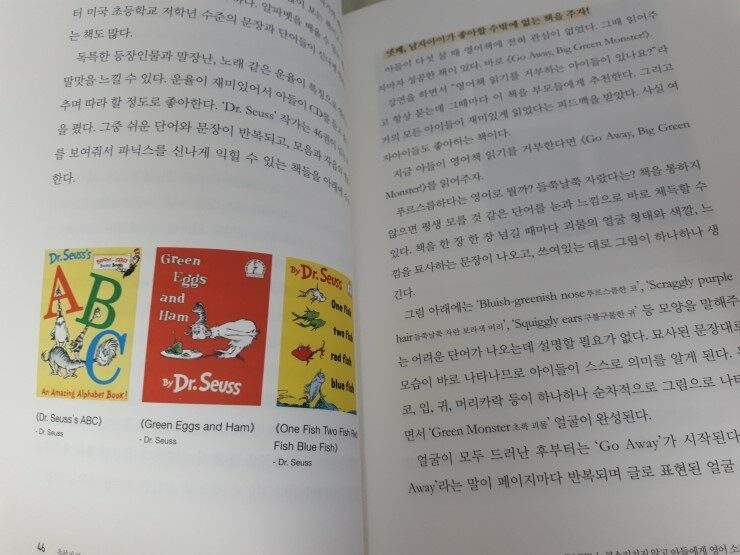 터 미국 초등학교 저학년 수준의 문장과 단어들이
는 책도 많다.
독특한 등장인물과 말장난, 노래 같은 운율이 특징으로
말맛을 느낄 수 있다. 운율이 재미있어서 아들이 CD를
추며 따라 할 정도로 좋아한다. ‘Dr. Seuss’ 작가는 46권이
을 폈다. 그중 쉬운 단어와 문장이 반복되고, 모음과 자음의
를 보여줘서 파닉스를 신나게 익힐 수 있는 책들을 아래에
한다.
Dr. Seuss's
ABC
An Amazing Alphabet Book!
Green
Eggs
and
Ham
By Dr. Seuss
By Dr. Seuss
One fish
two fish
red fish
blue fish
《Dr. Seuss's ABC》
- Dr. Seuss
《Green Eggs and Ham》
- Dr. Seuss
《One Fish Two Fish Red
Fish Blue Fish》
- Dr. Seuss
46
넷째, 남자아이가 좋아할 수밖에 없는 책을 주자!
아들이 다섯 살 때 영어책에 전혀 관심이 없었다. 그때 읽어주
자마자 성공한 책이 있다. 바로 《Go Away, Big Green Monster!》.
강연을 하면서 “영어책 읽기를 거부하는 아이들이 있나요?”라
고 항상 묻는데 그때마다 이 책을 부모들에게 추천한다. 그리고
거의 모든 아이들이 재미있게 읽었다는 피드백을 받았다. 사실 여
자아이들도 좋아하는 책이다.
지금 아들이 영어책 읽기를 거부한다면 《Go Away, Big Green
Monster!》를 읽어주자.
푸르스름하다는 영어로 뭘까? 들쭉날쭉 자랐다는? 책을 통하지
않으면 평생 모를 것 같은 단어를 눈과 느낌으로 바로 체득할 수
있다. 책을 한 장 한 장 넘길 때마다 괴물의 얼굴 형태와 색깔, 느
낌을 묘사하는 문장이 나오고, 쓰여있는 대로 그림이 하나하나 생
긴다.
그림 아래에는 ‘Bluish-greenish nose 푸르스름한 코’, ‘Scraggly purple
hair 들쭉날쭉 자란 보라색 머리’, ‘Squiggly ears 구불구불한 귀’ 등 모양을 말해주
는 어려운 단어가 나오는데 설명할 필요가 없다. 묘사된 문장대로
모습이 바로 나타나므로 아이들이 스스로 의미를 알게 된다.
코, 입, 귀, 머리카락 등이 하나하나 순차적으로 그림으로 나타
면서 ‘Green Monster 초록 괴물’ 얼굴이 완성된다.
얼굴이 모두 드러난 후부터는 ‘Go Away’가 시작된다
Away’라는 말이 페이지마다 반복되며 글로 표현된 얼굴